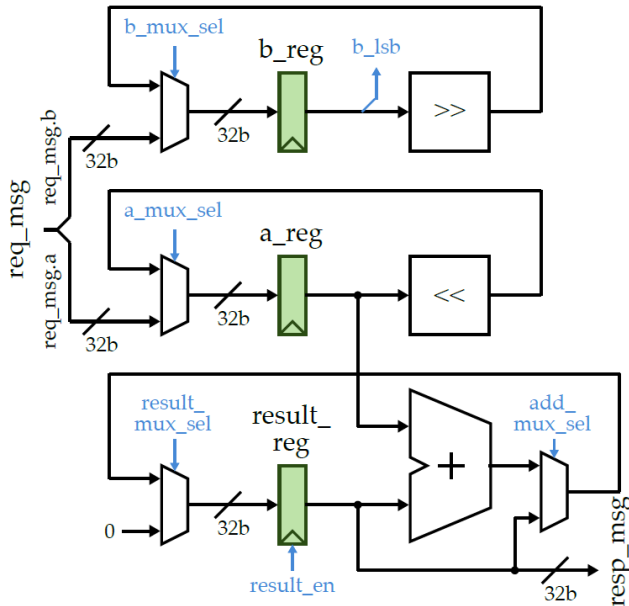 b_mux_sel
b_reg
b_lsb
>>
32b
32b
req_msg.b
req_msg
req_msg.a
a_mux_sel
a_reg
<<
32b
32b
result_
mux_sel
result_
reg
add_
mux_sel
+
0
32b
result_en
32b
resp_msg